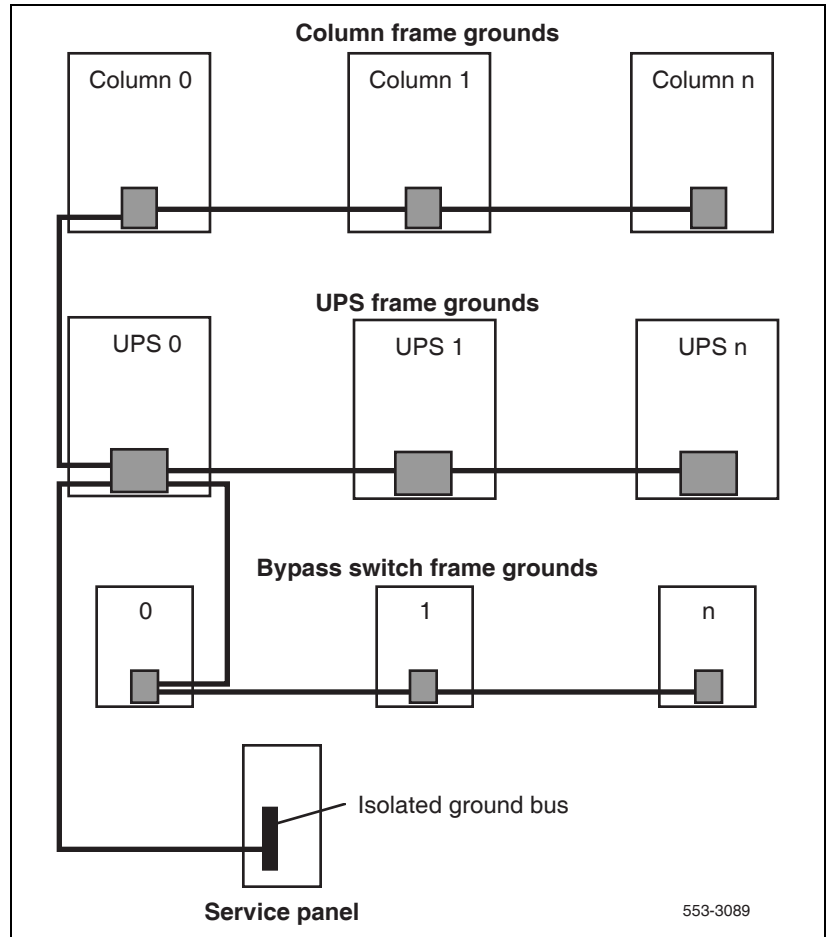 Column frame grounds
Column 0
Column 1
Column n
UPS frame grounds
UPS 0
UPS 1
UPS n
Bypass switch frame grounds
0
1
n
Isolated ground bus
Service panel
553-3089